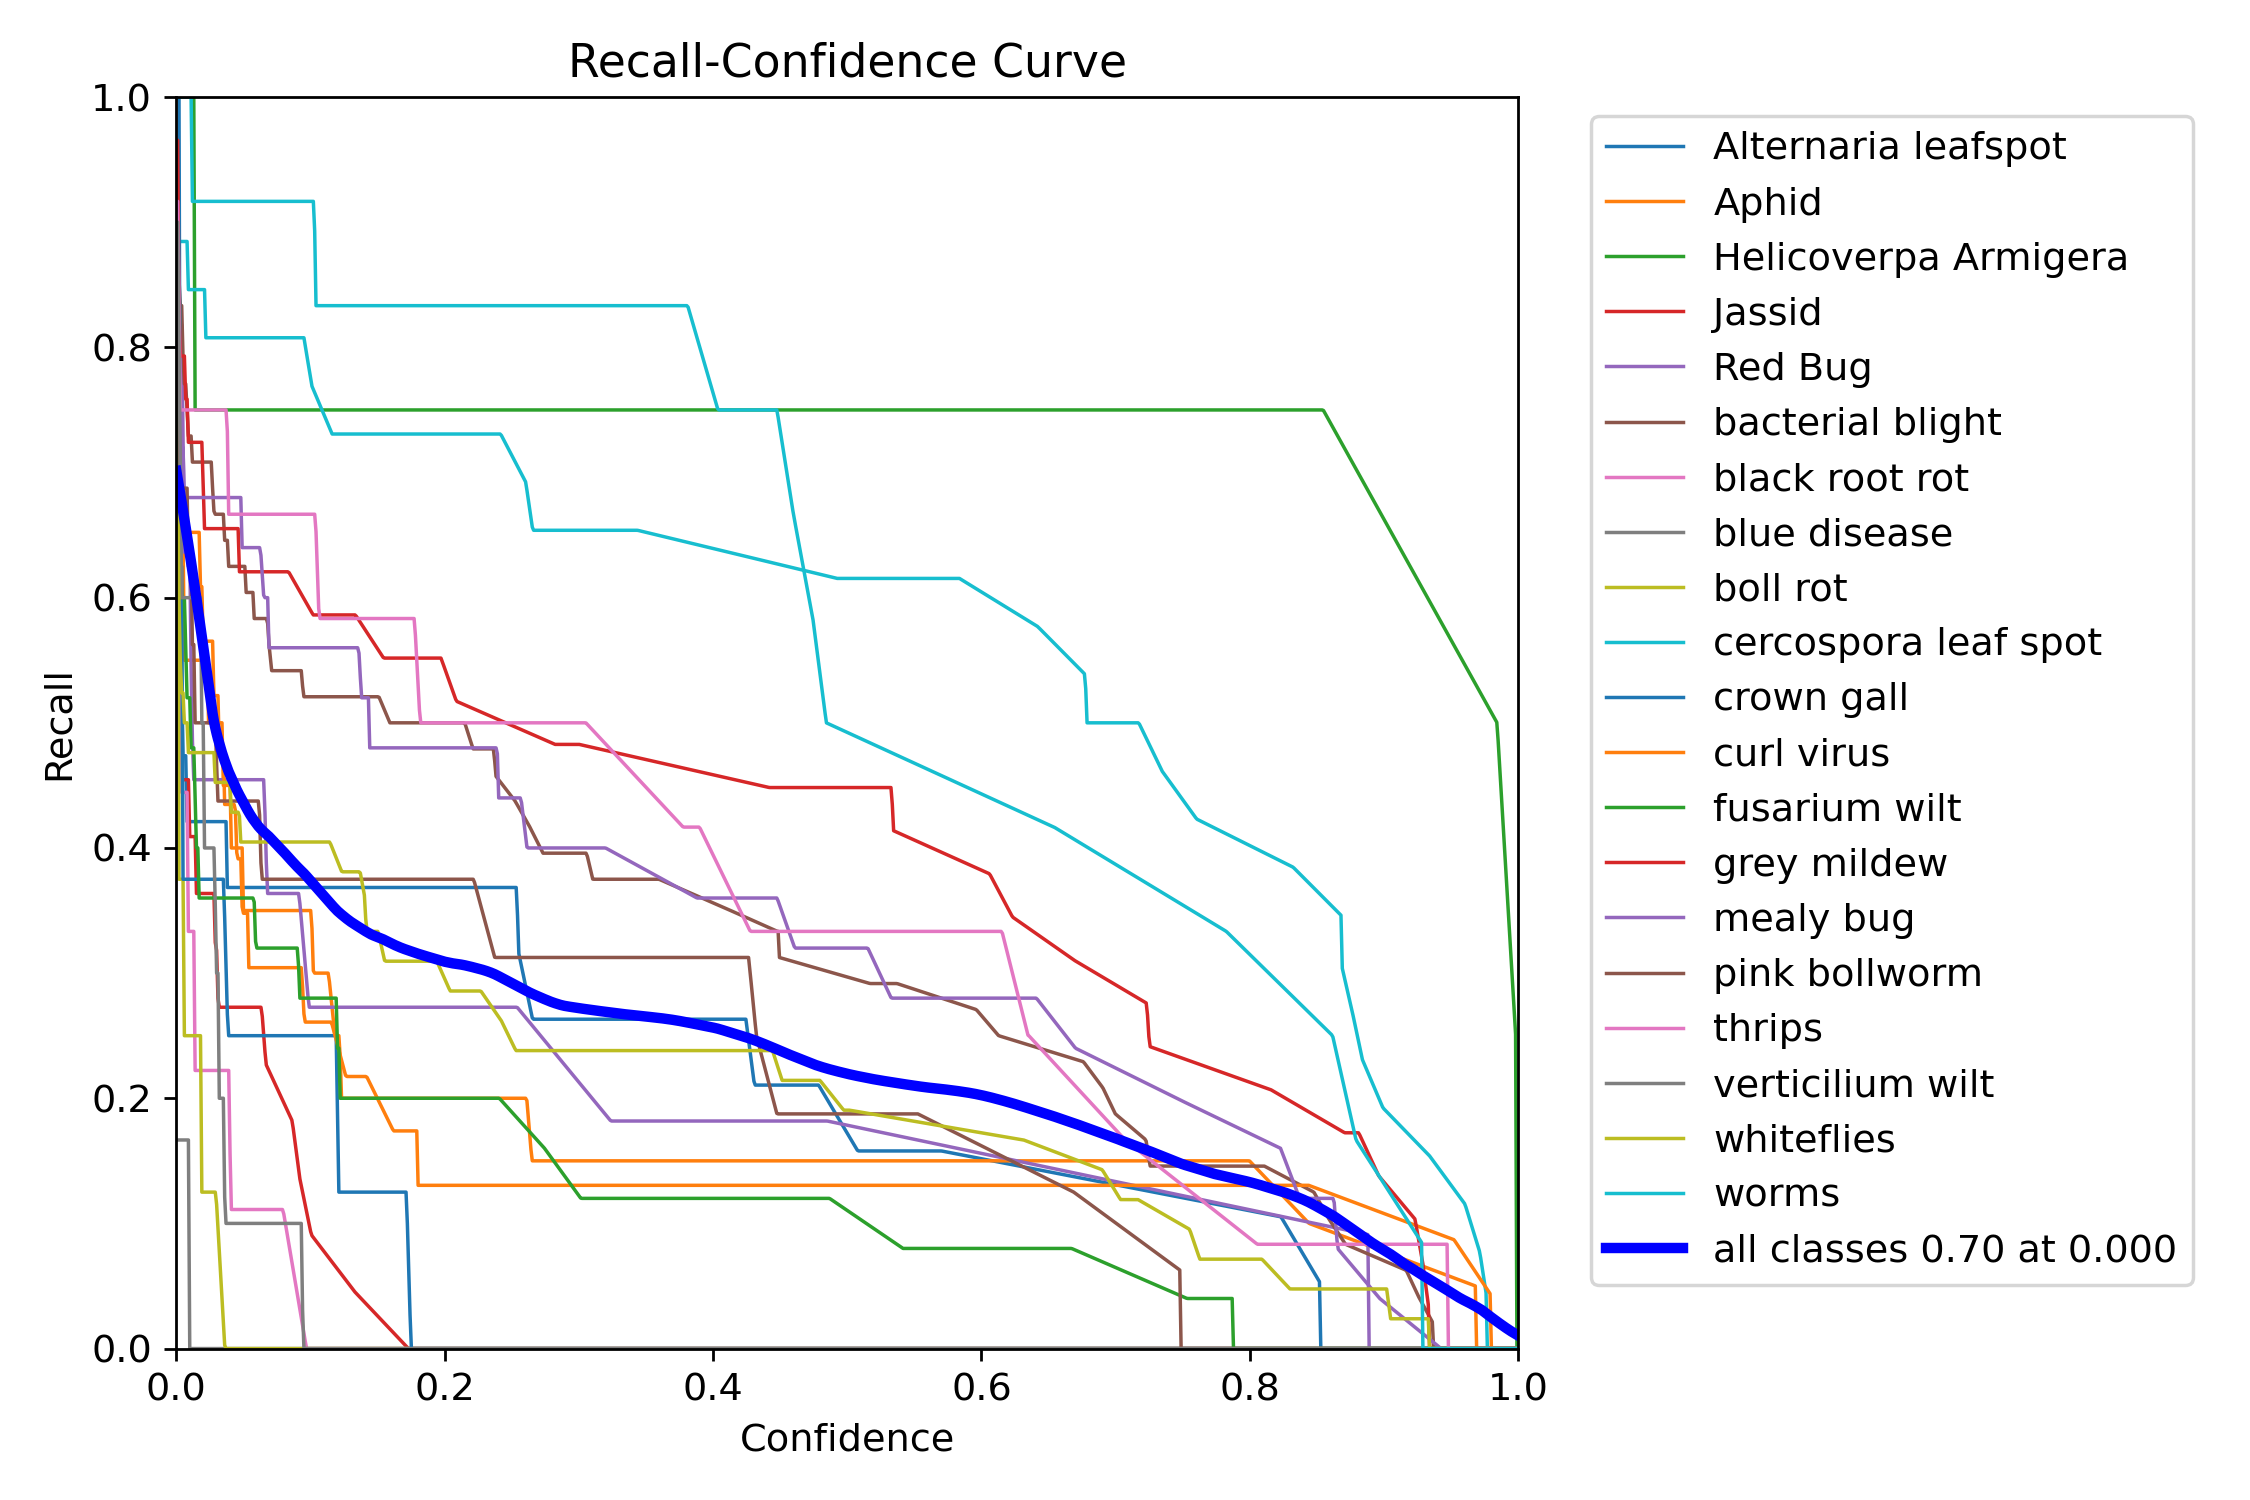 Recall-Confidence Curve
1.0
0.8
0.6
0.4
0.2
0.0
Recall
0.0 0.2 0.4 0.6 0.8 1.0
Confidence
Alternaria leafspot
Aphid
Helicoverpa Armigera
Jassid
Red Bug
bacterial blight
black root rot
blue disease
boll rot
cercospora leaf spot
crown gall
curl virus
fusarium wilt
grey mildew
mealy bug
pink bollworm
thrips
verticilium wilt
whiteflies
worms
all classes 0.70 at 0.000